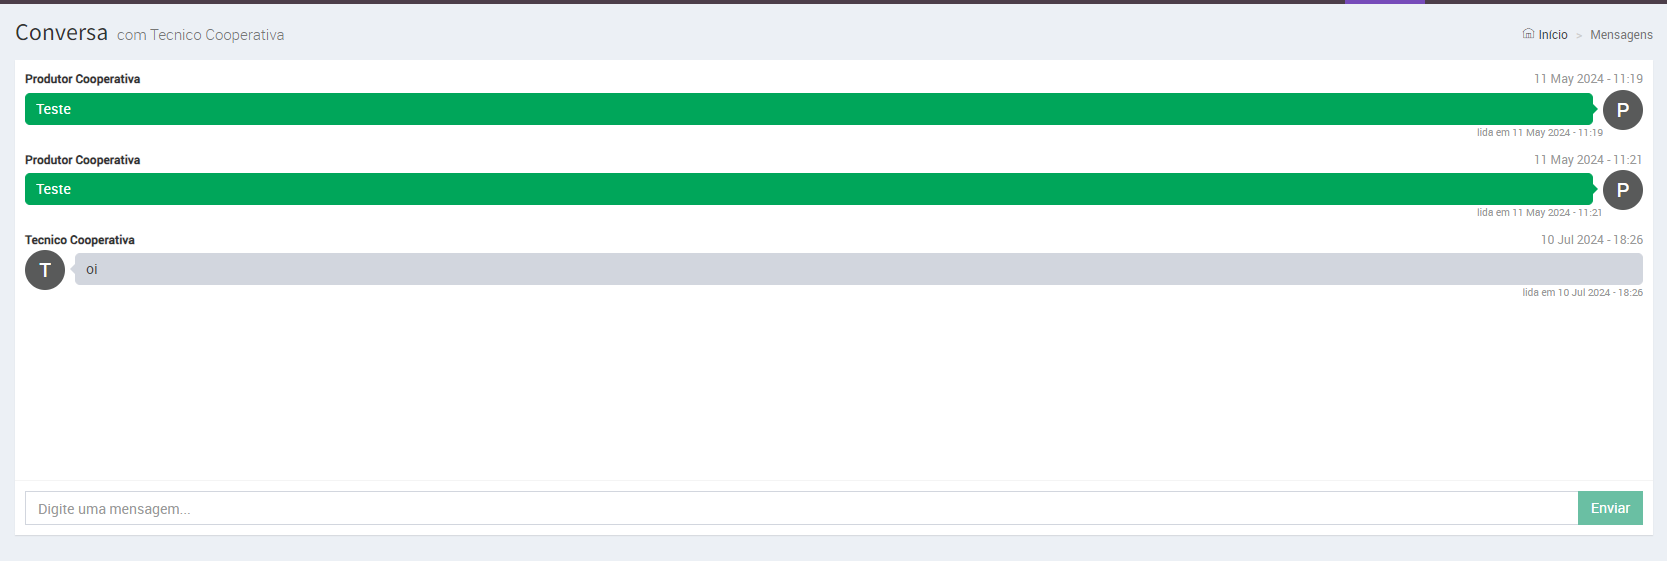 Conversa com Tecnico Cooperativa
Início > Mensagens
Produtor Cooperativa 11 May 2024 - 11:19
Teste
P
lida em 11 May 2024 - 11:19
Produtor Cooperativa 11 May 2024 - 11:21
Teste
P
lida em 11 May 2024 - 11:21
Tecnico Cooperativa 10 Jul 2024 - 18:26
T
oi
lida em 10 Jul 2024 - 18:26
Digite uma mensagem... Enviar